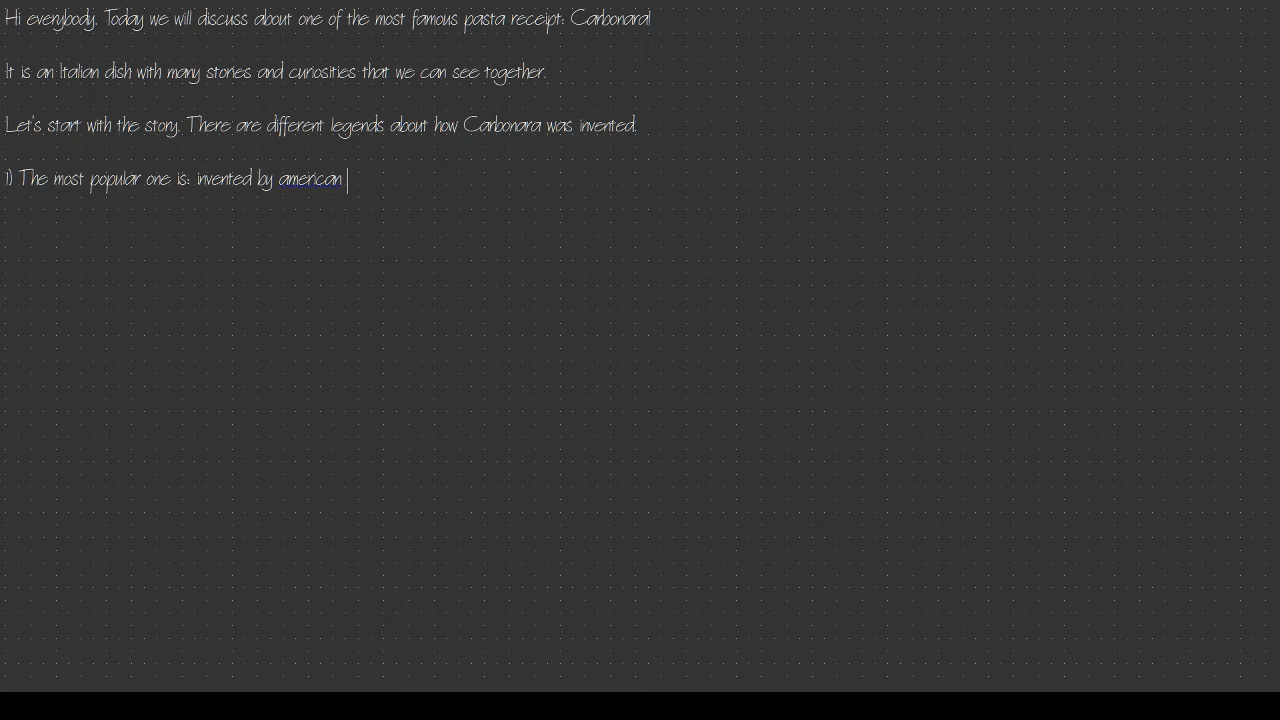 Hi everybody. Today we will discuss about one of the most famous pasta receipt: Carbonara!
It is an Italian dish with many stories and curiosities that we can see together.
Let's start with the story. There are different legends about how Carbonara was invented.
1) The most popular one is: invented by american